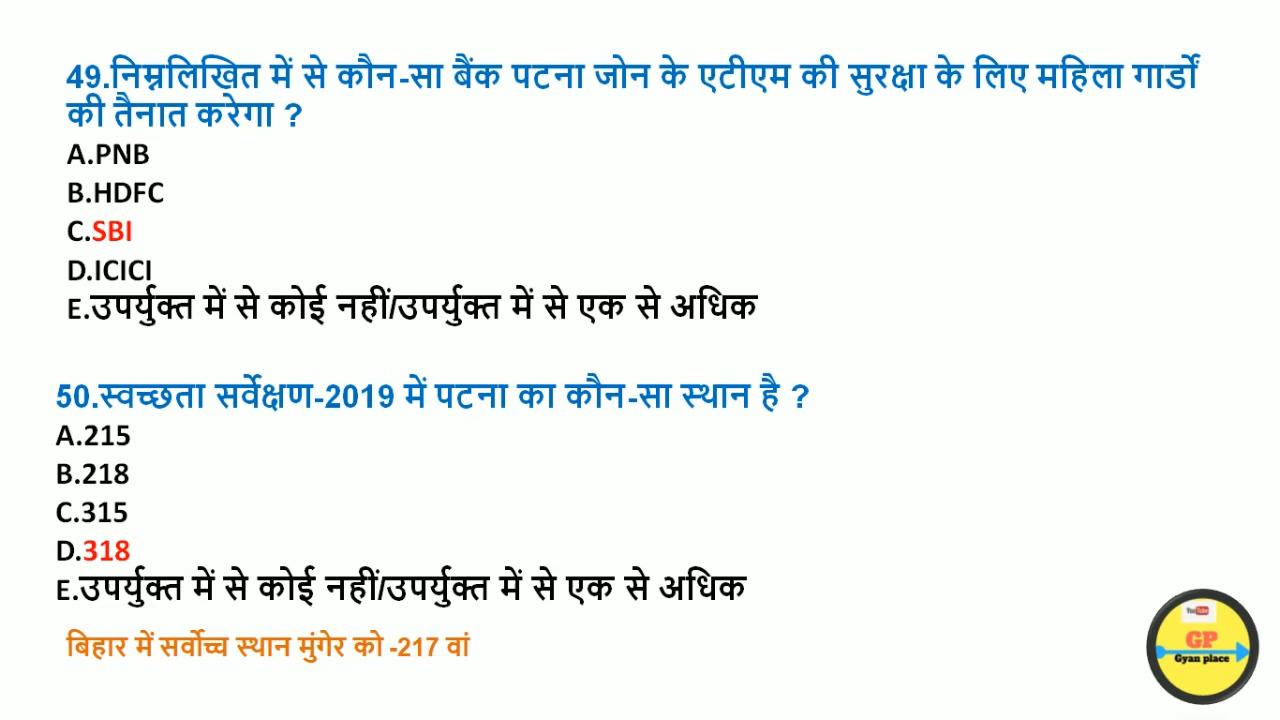 49.निम्नलिखित में से कौन-सा बैंक पटना जोन के एटीएम की सुरक्षा के लिए महिला गार्डों
की तैनात करेगा ?
A.PNB
B.HDFC
C.SBI
D.ICICI
E.उपर्युक्त में से कोई नहीं/उपर्युक्त में से एक से अधिक
50.स्वच्छता सर्वेक्षण-2019 में पटना का कौन-सा स्थान है ?
A.215
B.218
C.315
D.318
E.उपर्युक्त में से कोई नहीं/उपर्युक्त में से एक से अधिक
बिहार में सर्वोच्च स्थान मुंगेर को -217 वां
YouTube
GP
Gyan place